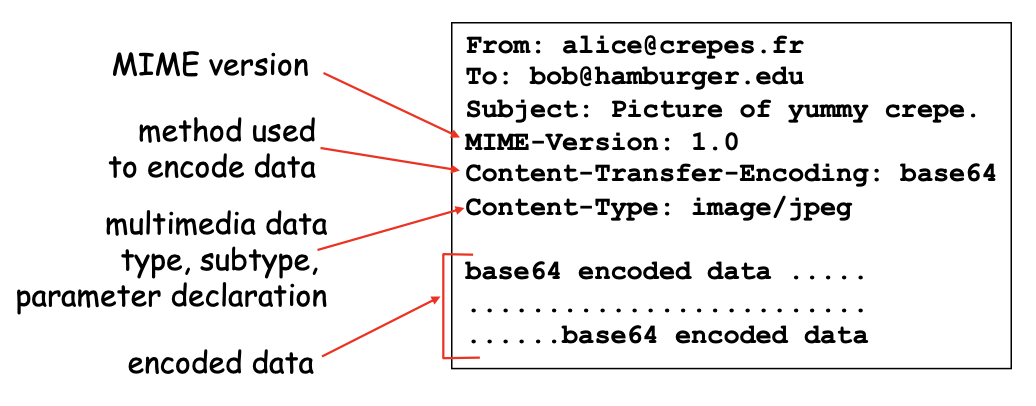 MIME version
method used
to encode data
multimedia data
type, subtype,
parameter declaration
encoded data
From: alice@crepes.fr
To: bob@hamburger.edu
Subject: Picture of yummy crepe.
MIME-Version: 1.0
Content-Transfer-Encoding: base64
Content-Type: image/jpeg
base64 encoded data .....
.........................
......base64 encoded data